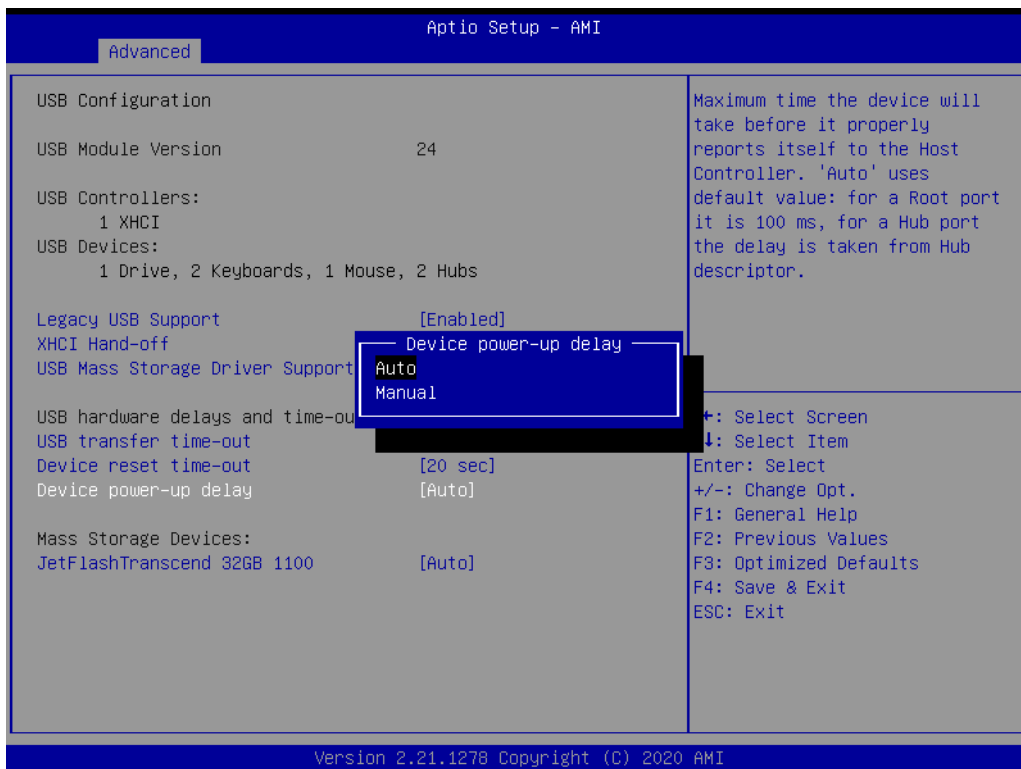 Aptio Setup – AMI
Advanced
USB Configuration
USB Module Version 24
USB Controllers:
1 XHCI
USB Devices:
1 Drive, 2 Keyboards, 1 Mouse, 2 Hubs
Legacy USB Support [Enabled]
XHCI Hand-off
USB Mass Storage Driver Support
USB hardware delays and time-ou
USB transfer time-out
Device reset time-out [20 sec]
Device power-up delay [Auto]
Mass Storage Devices:
JetFlashTranscend 32GB 1100 [Auto]
Device power-up delay
Auto
Manual
Maximum time the device will
take before it properly
reports itself to the Host
Controller. 'Auto' uses
default value: for a Root port
it is 100 ms, for a Hub port
the delay is taken from Hub
descriptor.
: Select Screen
: Select Item
Enter: Select
+/-: Change Opt.
F1: General Help
F2: Previous Values
F3: Optimized Defaults
F4: Save & Exit
ESC: Exit
Version 2.21.1278 Copyright (C) 2020 AMI